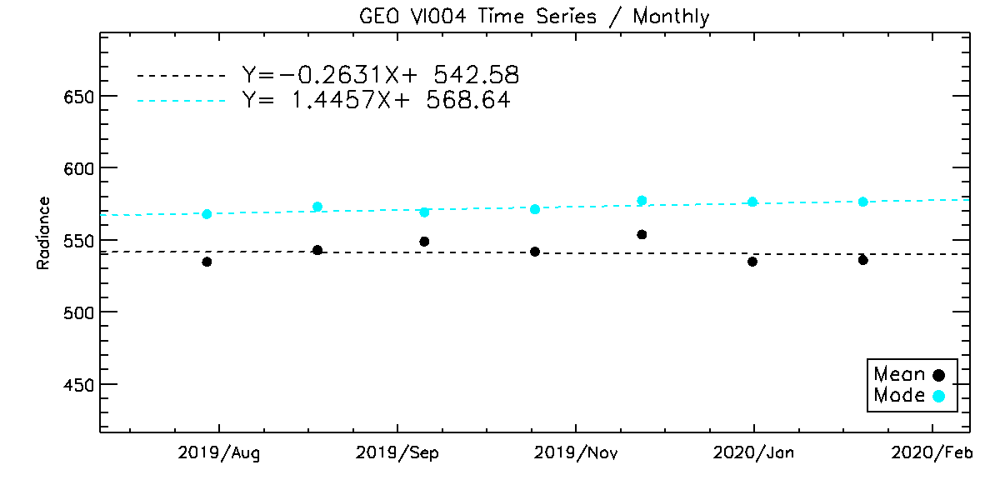 GEO VI004 Time Series / Monthly
Y=-0.2631X+ 542.58
Y= 1.4457X+ 568.64
650
600
550
500
450
Radiance
Mean
Mode
2019/Aug 2019/Sep 2019/Nov 2020/Jan 2020/Feb